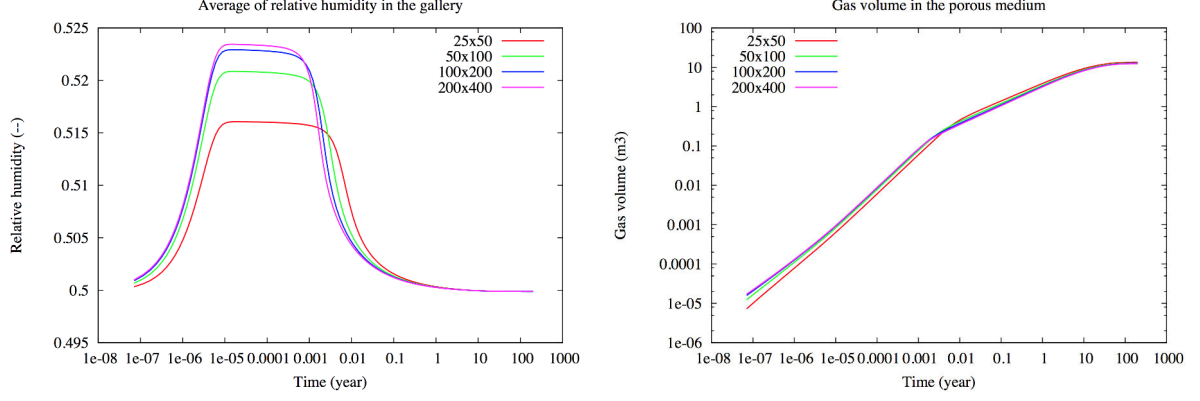 Average of relative humidity in the gallery
0.525
0.52
0.515
0.51
0.505
0.5
0.495
Relative humidity (--)
25x50
50x100
100x200
200x400
1e-08 1e-07 1e-06 1e-05 0.0001 0.001 0.01 0.1 1 10 100 1000
Time (year)
Gas volume in the porous medium
100
10
1
0.1
0.01
0.001
0.0001
1e-05
1e-06
Gas volume (m3)
25x50
50x100
100x200
200x400
1e-08 1e-07 1e-06 1e-05 0.0001 0.001 0.01 0.1 1 10 100 1000
Time (year)